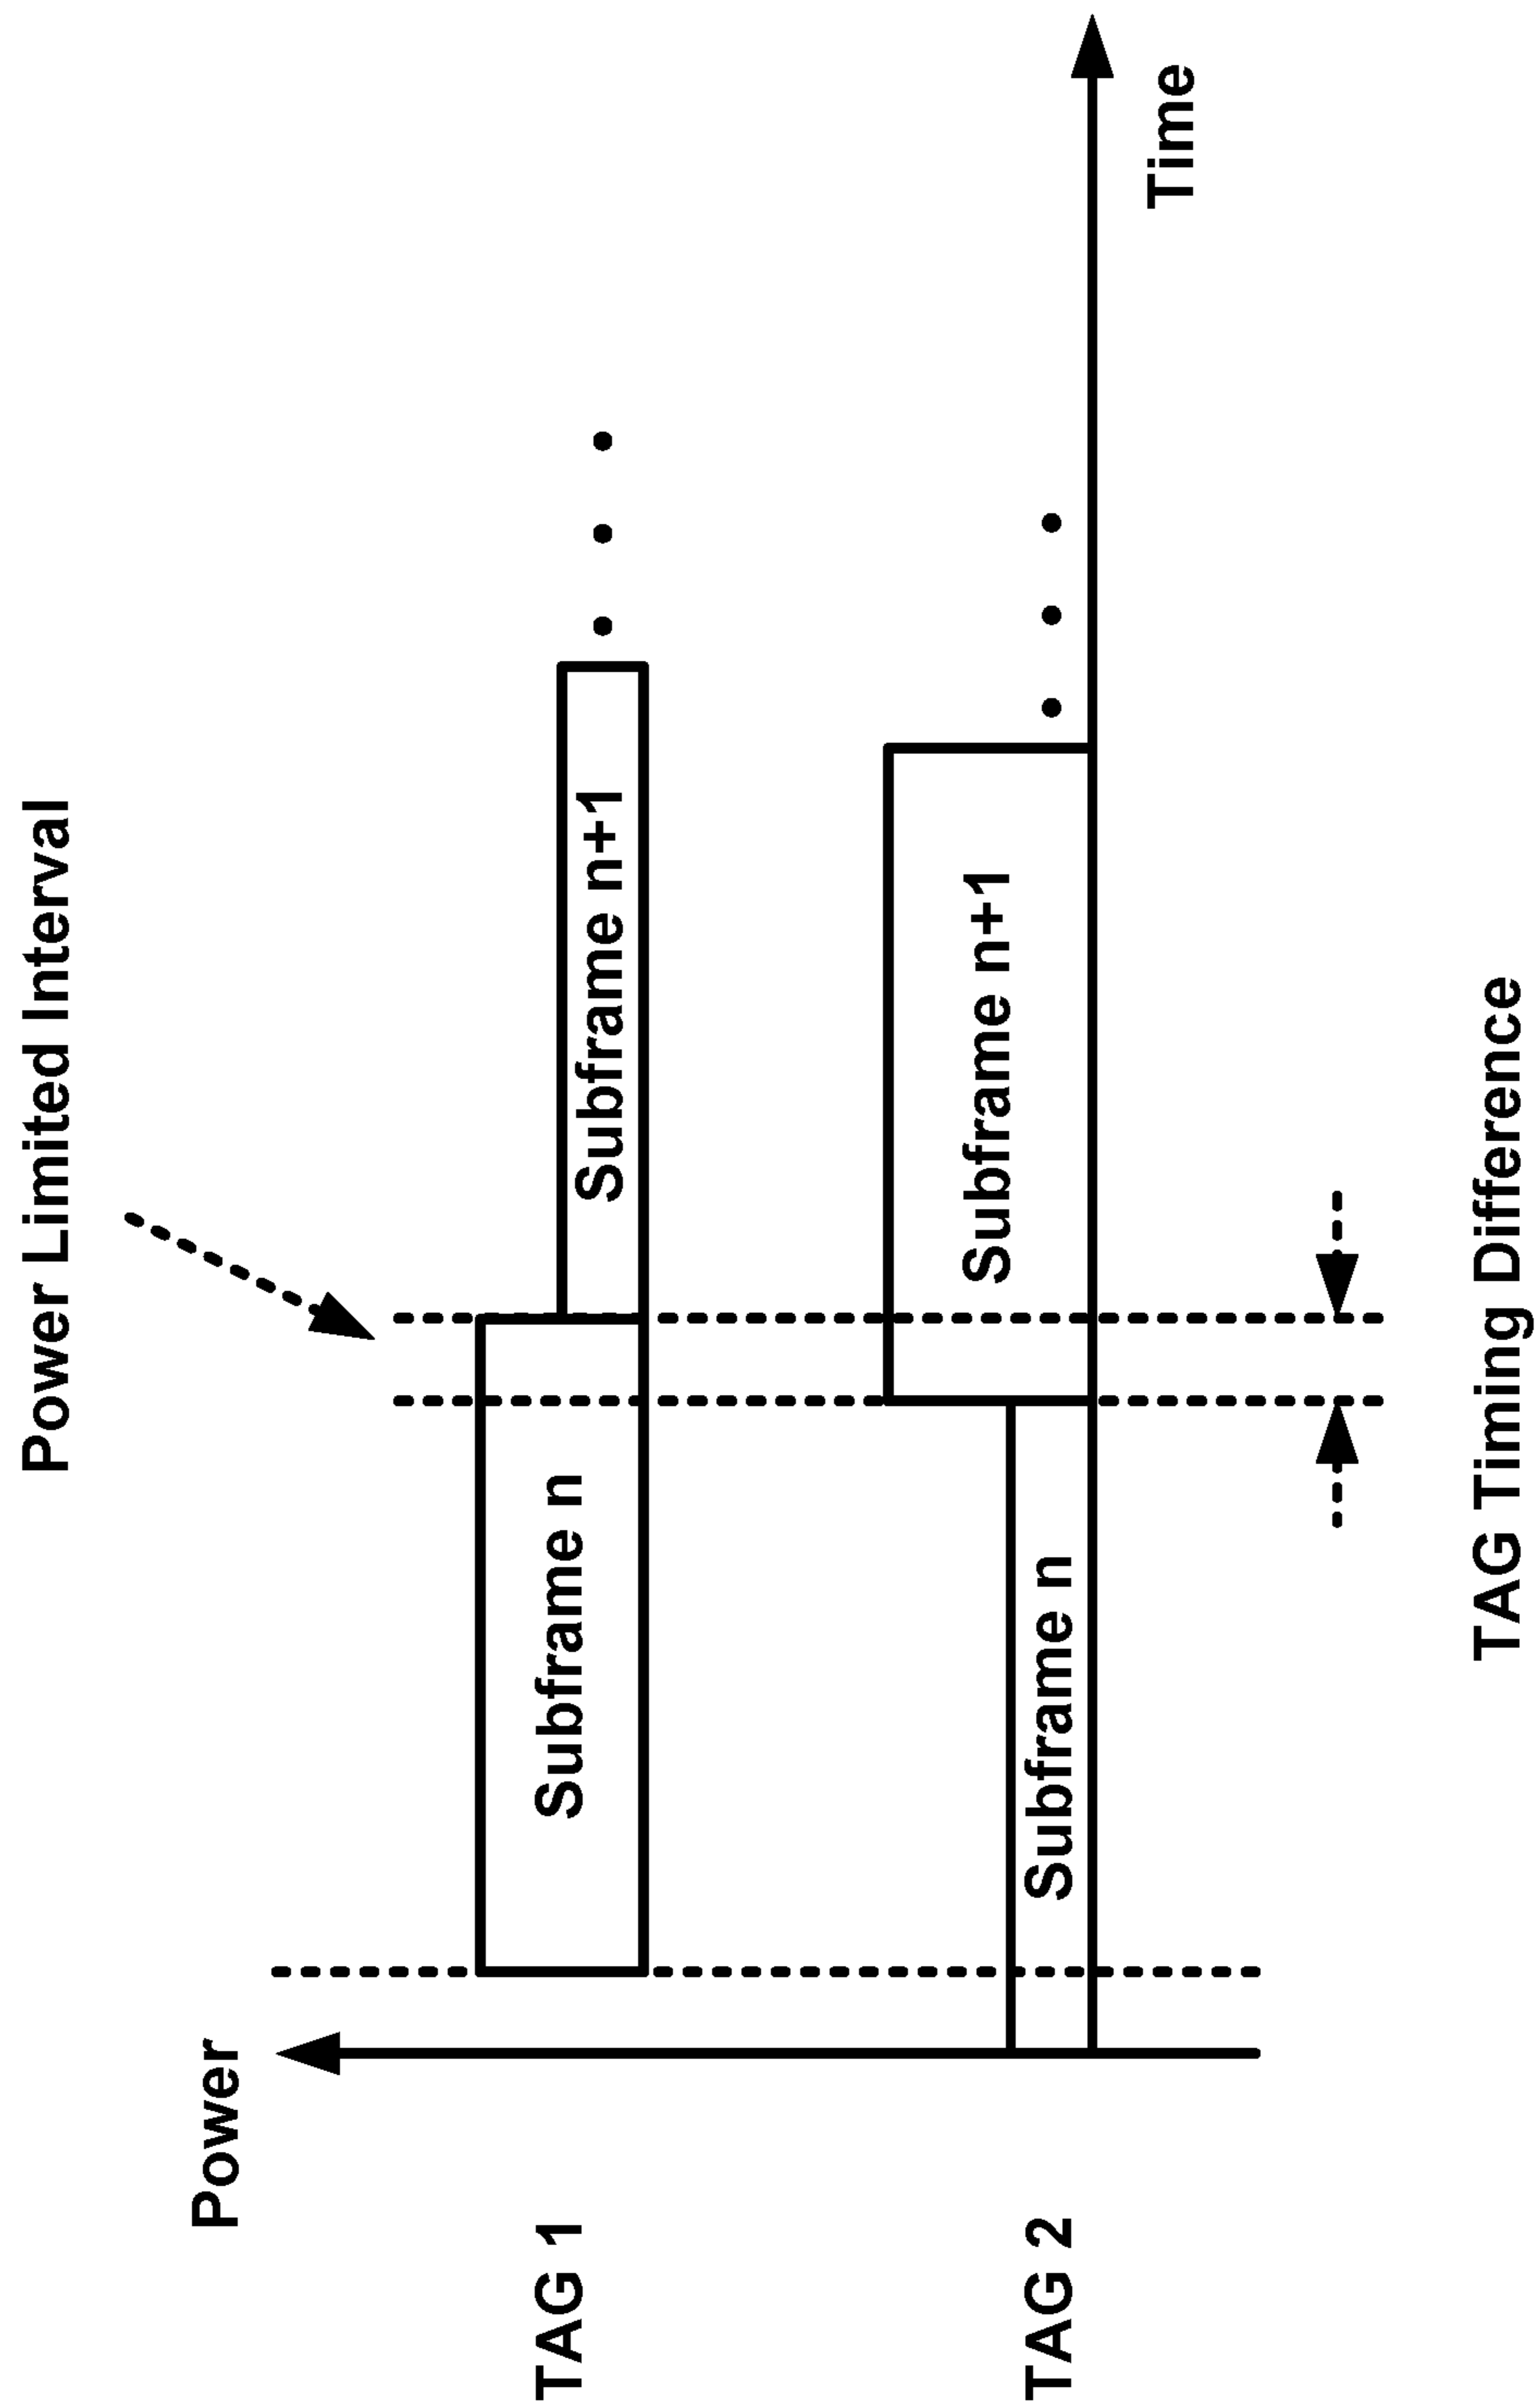 Power Limited Interval
Power
TAG 1
Subframe n
Subframe n+1
TAG 2
Subframe n
Subframe n+1
Time
TAG Timing Difference